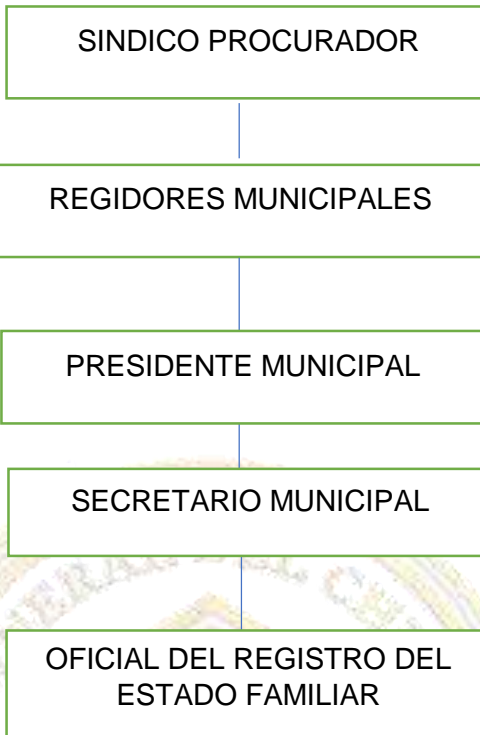 SINDICO PROCURADOR
REGIDORES MUNICIPALES
PRESIDENTE MUNICIPAL
SECRETARIO MUNICIPAL
OFICIAL DEL REGISTRO DEL
ESTADO FAMILIAR